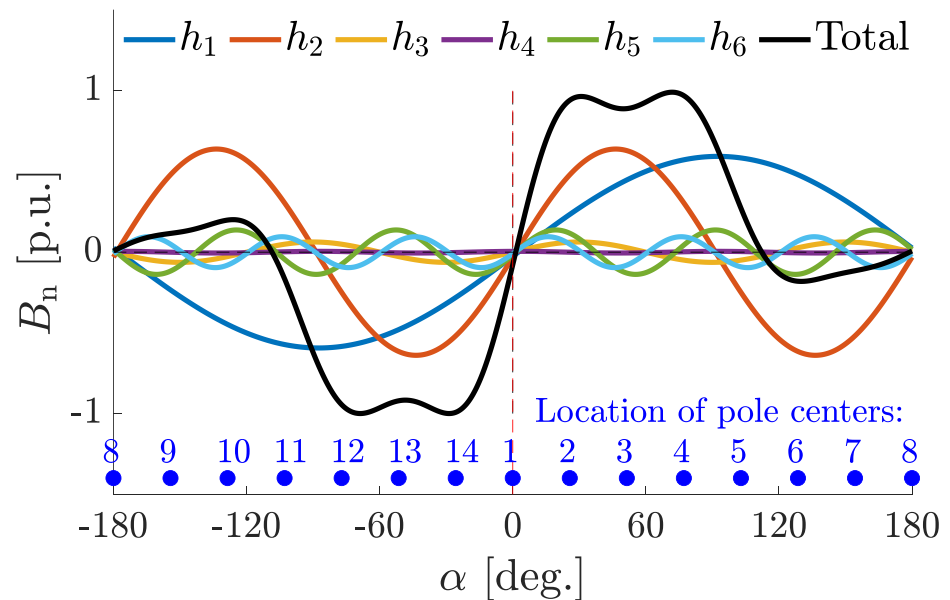 h₁ h₂ h₃ h₄ h₅ h₆ Total
1
0
-1
Bₙ [p.u.]
Location of pole centers:
8 9 10 11 12 13 14 1 2 3 4 5 6 7 8
-180 -120 -60 0 60 120 180
α [deg.]